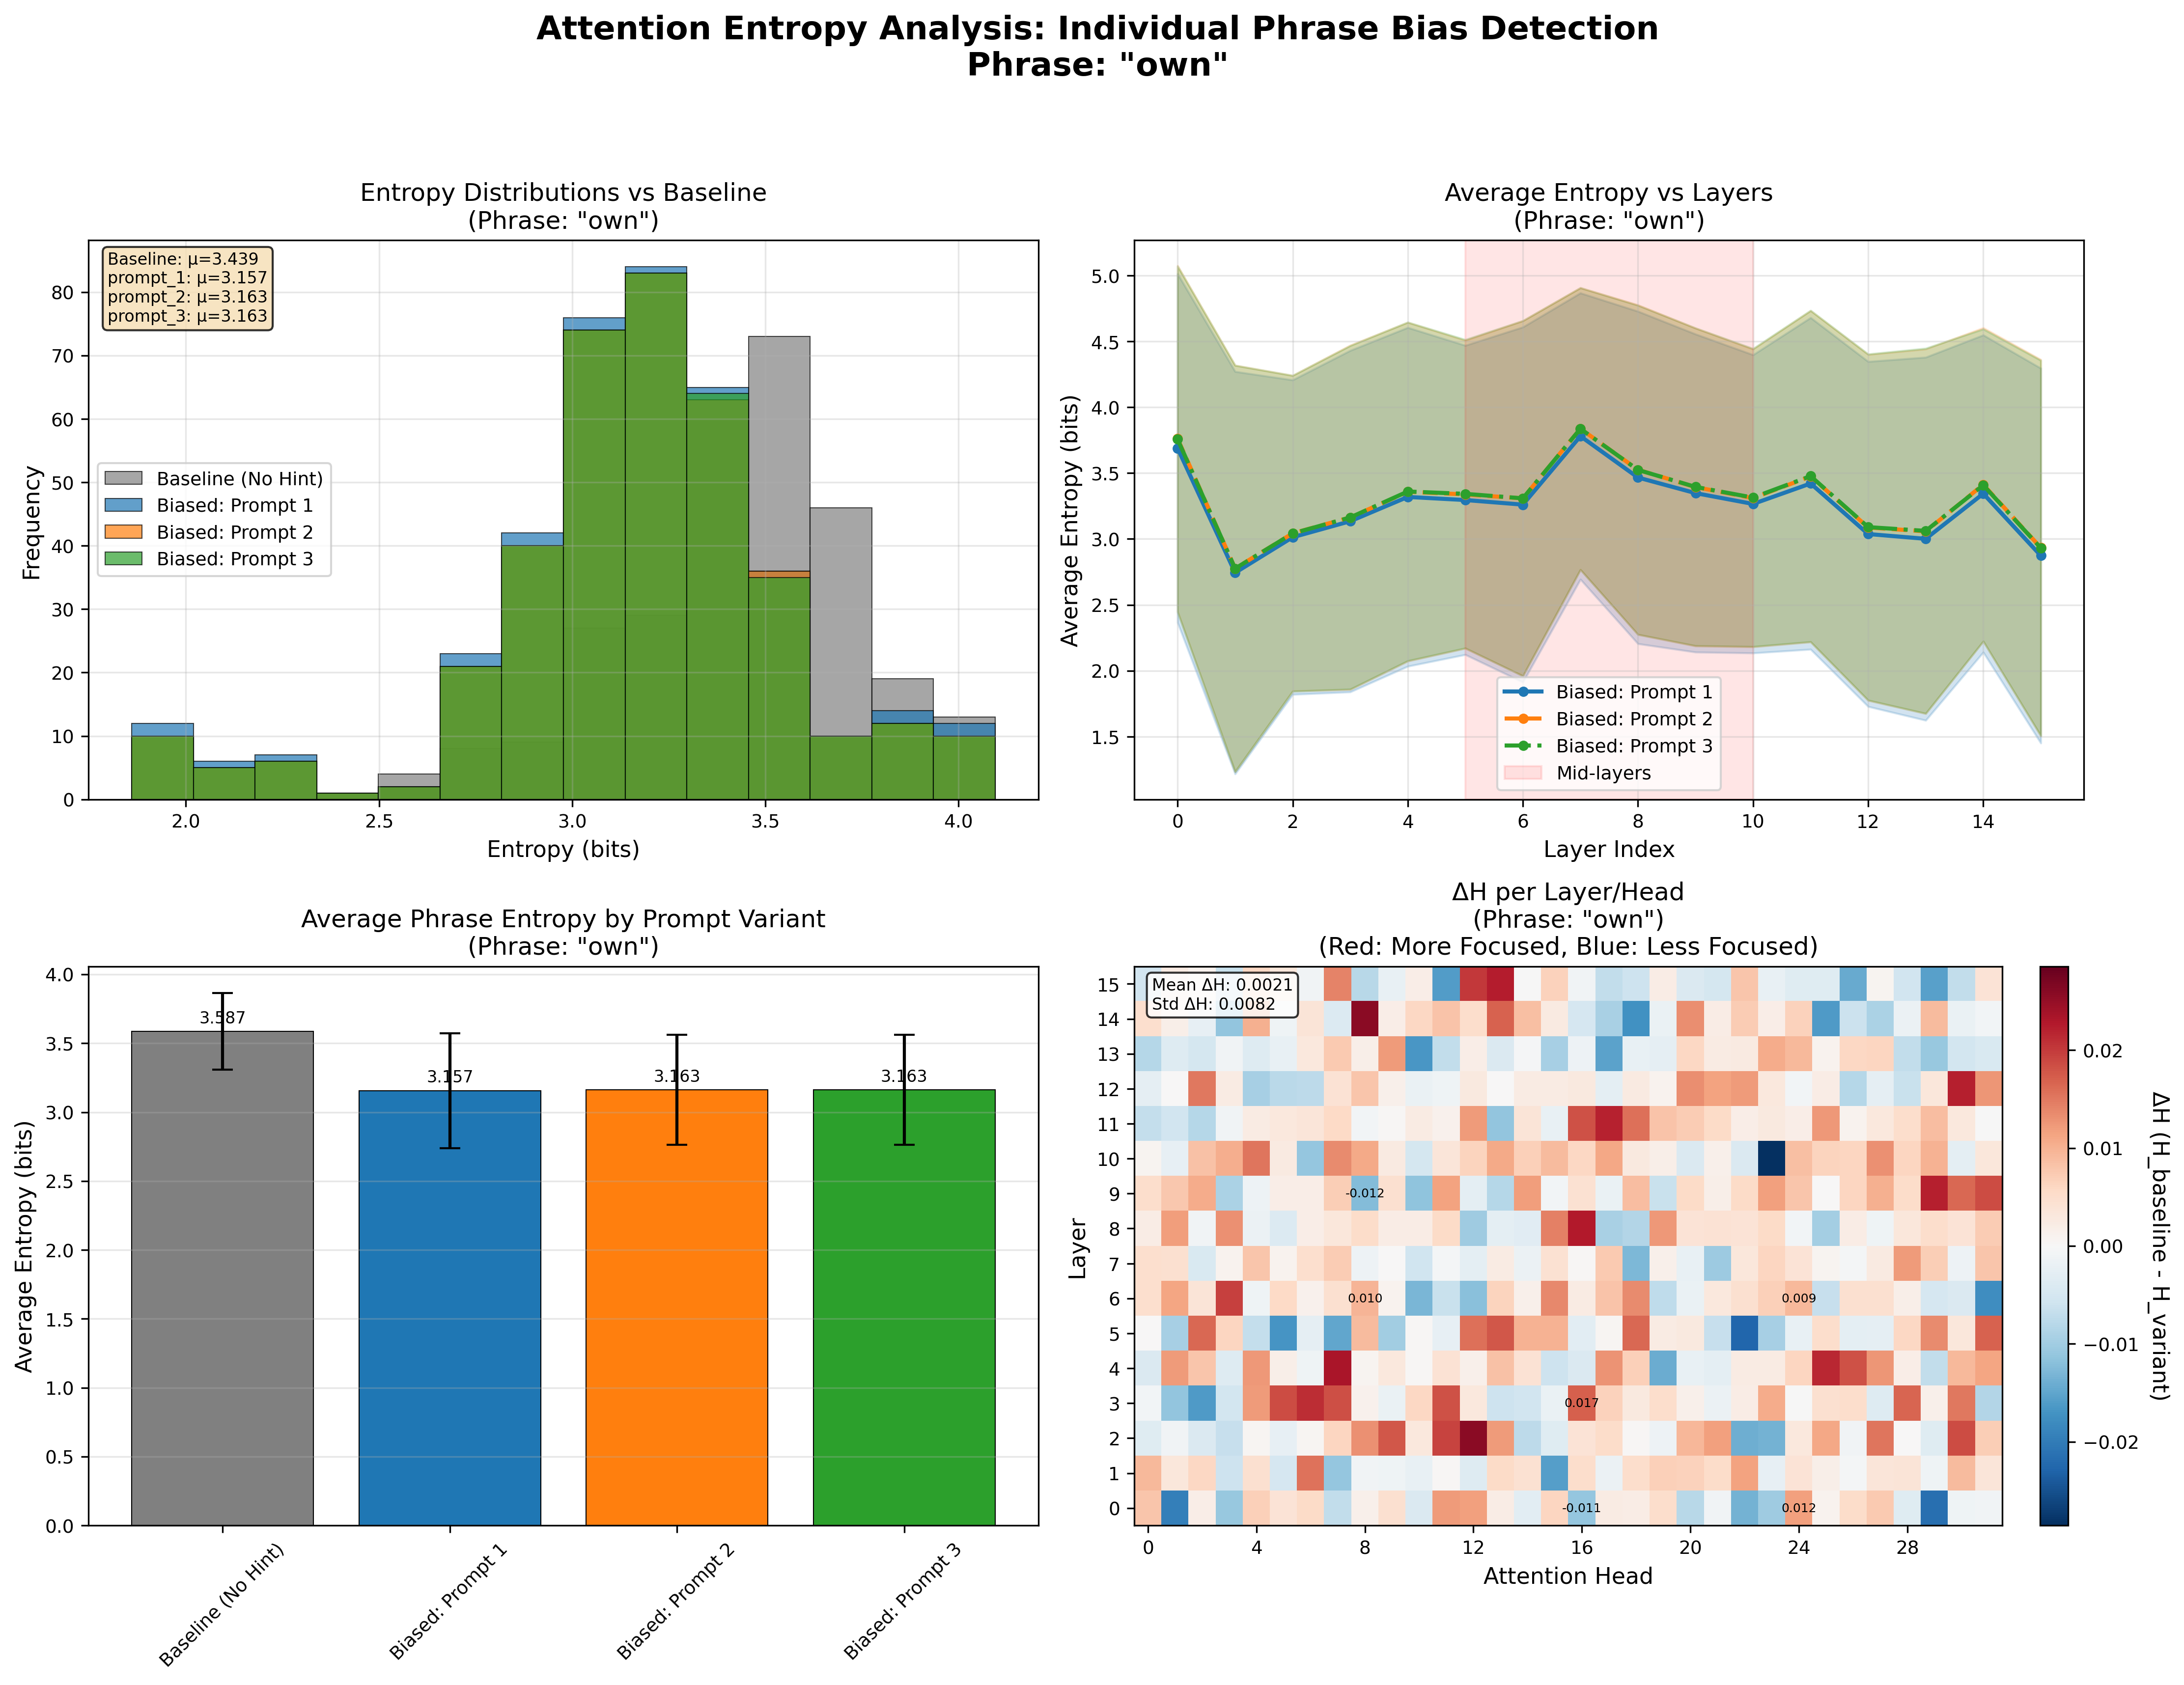 Attention Entropy Analysis: Individual Phrase Bias Detection
Phrase: "own"
Entropy Distributions vs Baseline
(Phrase: "own")
Baseline: μ=3.439
prompt_1: μ=3.157
prompt_2: μ=3.163
prompt_3: μ=3.163
Baseline (No Hint)
Biased: Prompt 1
Biased: Prompt 2
Biased: Prompt 3
Frequency
80
70
60
50
40
30
20
10
0
2.0 2.5 3.0 3.5 4.0
Entropy (bits)
Average Entropy vs Layers
(Phrase: "own")
Average Entropy (bits)
5.0
4.5
4.0
3.5
3.0
2.5
2.0
1.5
Biased: Prompt 1
Biased: Prompt 2
Biased: Prompt 3
Mid-layers
0 2 4 6 8 10 12 14
Layer Index
Average Phrase Entropy by Prompt Variant
(Phrase: "own")
Average Entropy (bits)
4.0
3.5
3.0
2.5
2.0
1.5
1.0
0.5
0.0
3.587
3.157
3.163
3.163
Baseline (No Hint)
Biased: Prompt 1
Biased: Prompt 2
Biased: Prompt 3
ΔH per Layer/Head
(Phrase: "own")
(Red: More Focused, Blue: Less Focused)
Mean ΔH: 0.0021
Std ΔH: 0.0082
Layer
15
14
13
12
11
10
9
8
7
6
5
4
3
2
1
0
-0.012
0.010
0.009
0.017
-0.011
0.012
0 4 8 12 16 20 24 28
Attention Head
0.02
0.01
0.00
−0.01
−0.02
ΔH (H_baseline - H_variant)